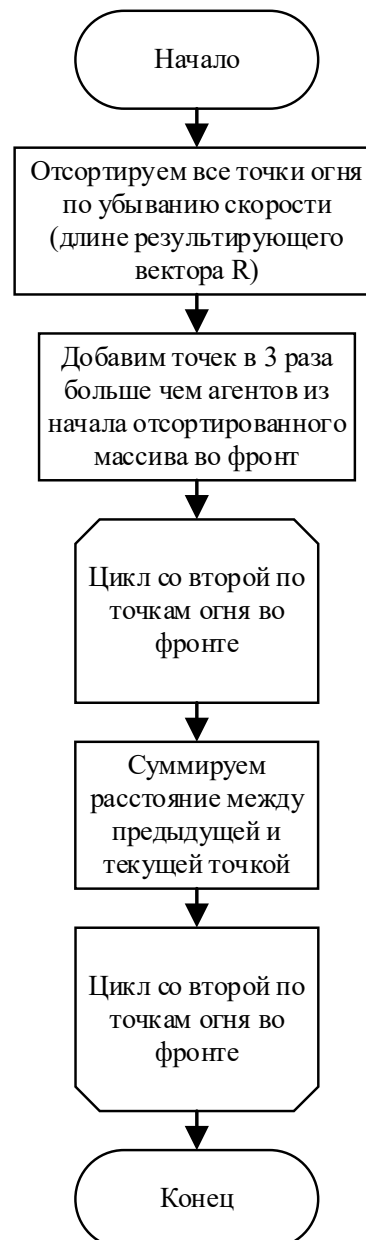 Начало
Отсортируем все точки огня
по убыванию скорости
(длине результирующего
вектора R)
Добавим точек в 3 раза
больше чем агентов из
начала отсортированного
массива во фронт
Цикл со второй по
точкам огня во
фронте
Суммируем
расстояние между
предыдущей и
текущей точкой
Цикл со второй по
точкам огня во
фронте
Конец